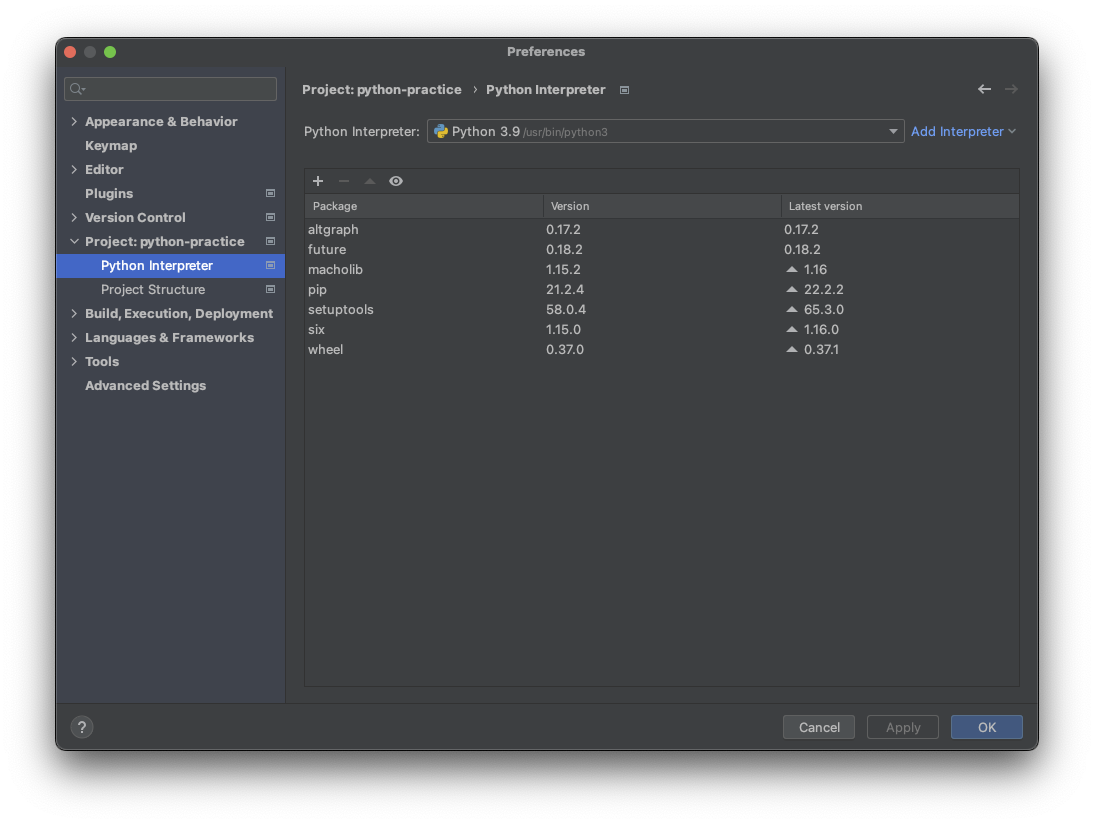 Preferences
Appearance & Behavior
Keymap
Editor
Plugins
Version Control
Project: python-practice
Python Interpreter
Project Structure
Build, Execution, Deployment
Languages & Frameworks
Tools
Advanced Settings
Project: python-practice › Python Interpreter
Python Interpreter: Python 3.9 /usr/bin/python3 Add Interpreter
Package Version Latest version
altgraph 0.17.2 0.17.2
future 0.18.2 0.18.2
macholib 1.15.2 1.16
pip 21.2.4 22.2.2
setuptools 58.0.4 65.3.0
six 1.15.0 1.16.0
wheel 0.37.0 0.37.1
? Cancel Apply OK